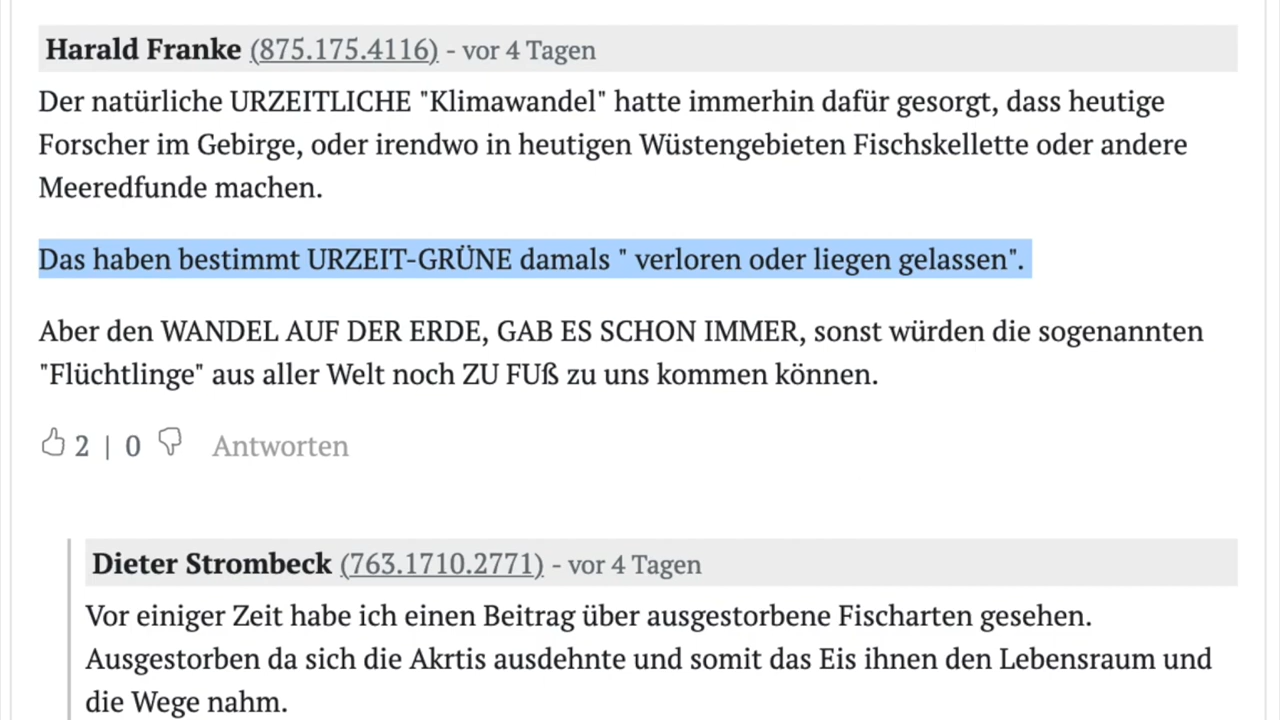 Harald Franke (875.175.4116) - vor 4 Tagen
Der natürliche URZEITLICHE "Klimawandel" hatte immerhin dafür gesorgt, dass heutige
Forscher im Gebirge, oder irendwo in heutigen Wüstengebieten Fischskellette oder andere
Meeredfunde machen.
Das haben bestimmt URZEIT-GRÜNE damals " verloren oder liegen gelassen".
Aber den WANDEL AUF DER ERDE, GAB ES SCHON IMMER, sonst würden die sogenannten
"Flüchtlinge" aus aller Welt noch ZU FUß zu uns kommen können.
2 | 0 Antworten
Dieter Strombeck (763.1710.2771) - vor 4 Tagen
Vor einiger Zeit habe ich einen Beitrag über ausgestorbene Fischarten gesehen.
Ausgestorben da sich die Akrtis ausdehnte und somit das Eis ihnen den Lebensraum und
die Wege nahm.